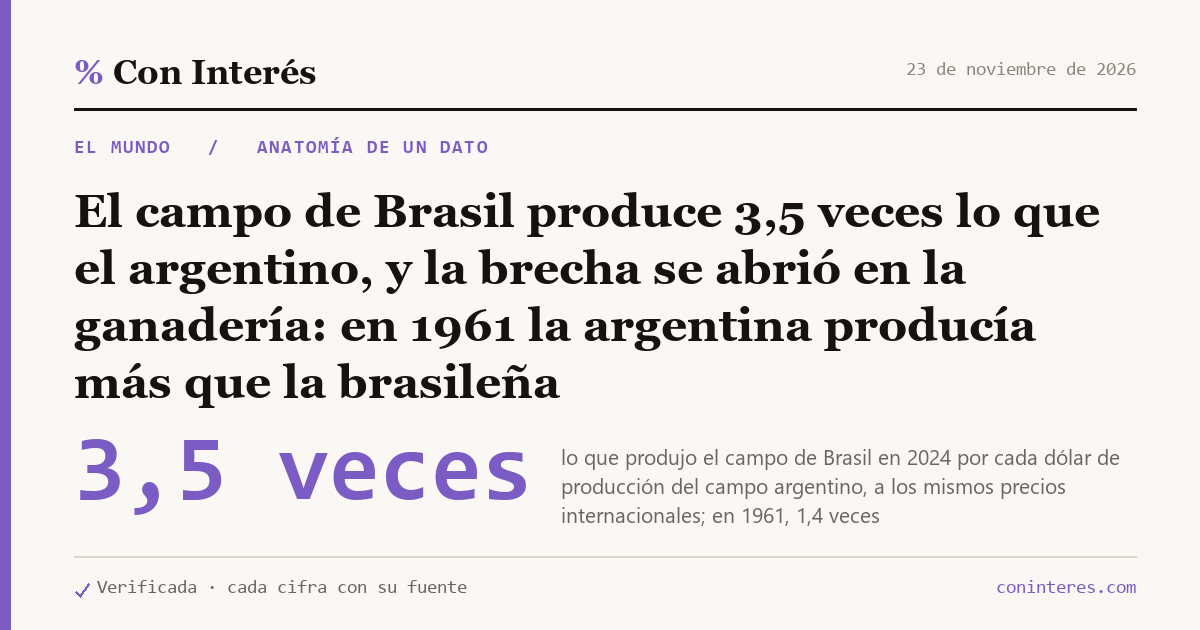 % Con Interés
23 de noviembre de 2026
EL MUNDO / ANATOMÍA DE UN DATO
El campo de Brasil produce 3,5 veces lo que
el argentino, y la brecha se abrió en la
ganadería: en 1961 la argentina producía
más que la brasileña
3,5 veces
lo que produjo el campo de Brasil en 2024 por cada dólar de
producción del campo argentino, a los mismos precios
internacionales; en 1961, 1,4 veces
✓ Verificada · cada cifra con su fuente
coninteres.com